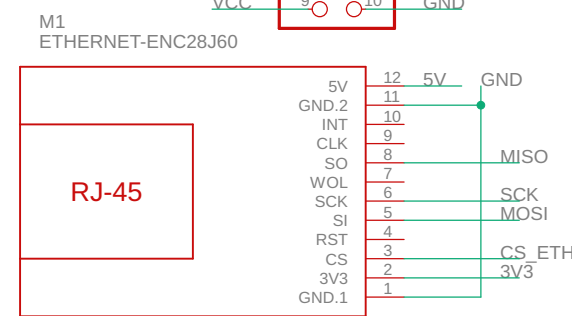 VCC 9 10 GND
M1
ETHERNET-ENC28J60
5V 12 5V GND
GND.2 11
INT 10
CLK 9
SO 8 MISO
WOL 7
RJ-45
SCK 6 SCK
SI 5 MOSI
RST 4
CS 3 CS_ETH
3V3 2 3V3
GND.1 1